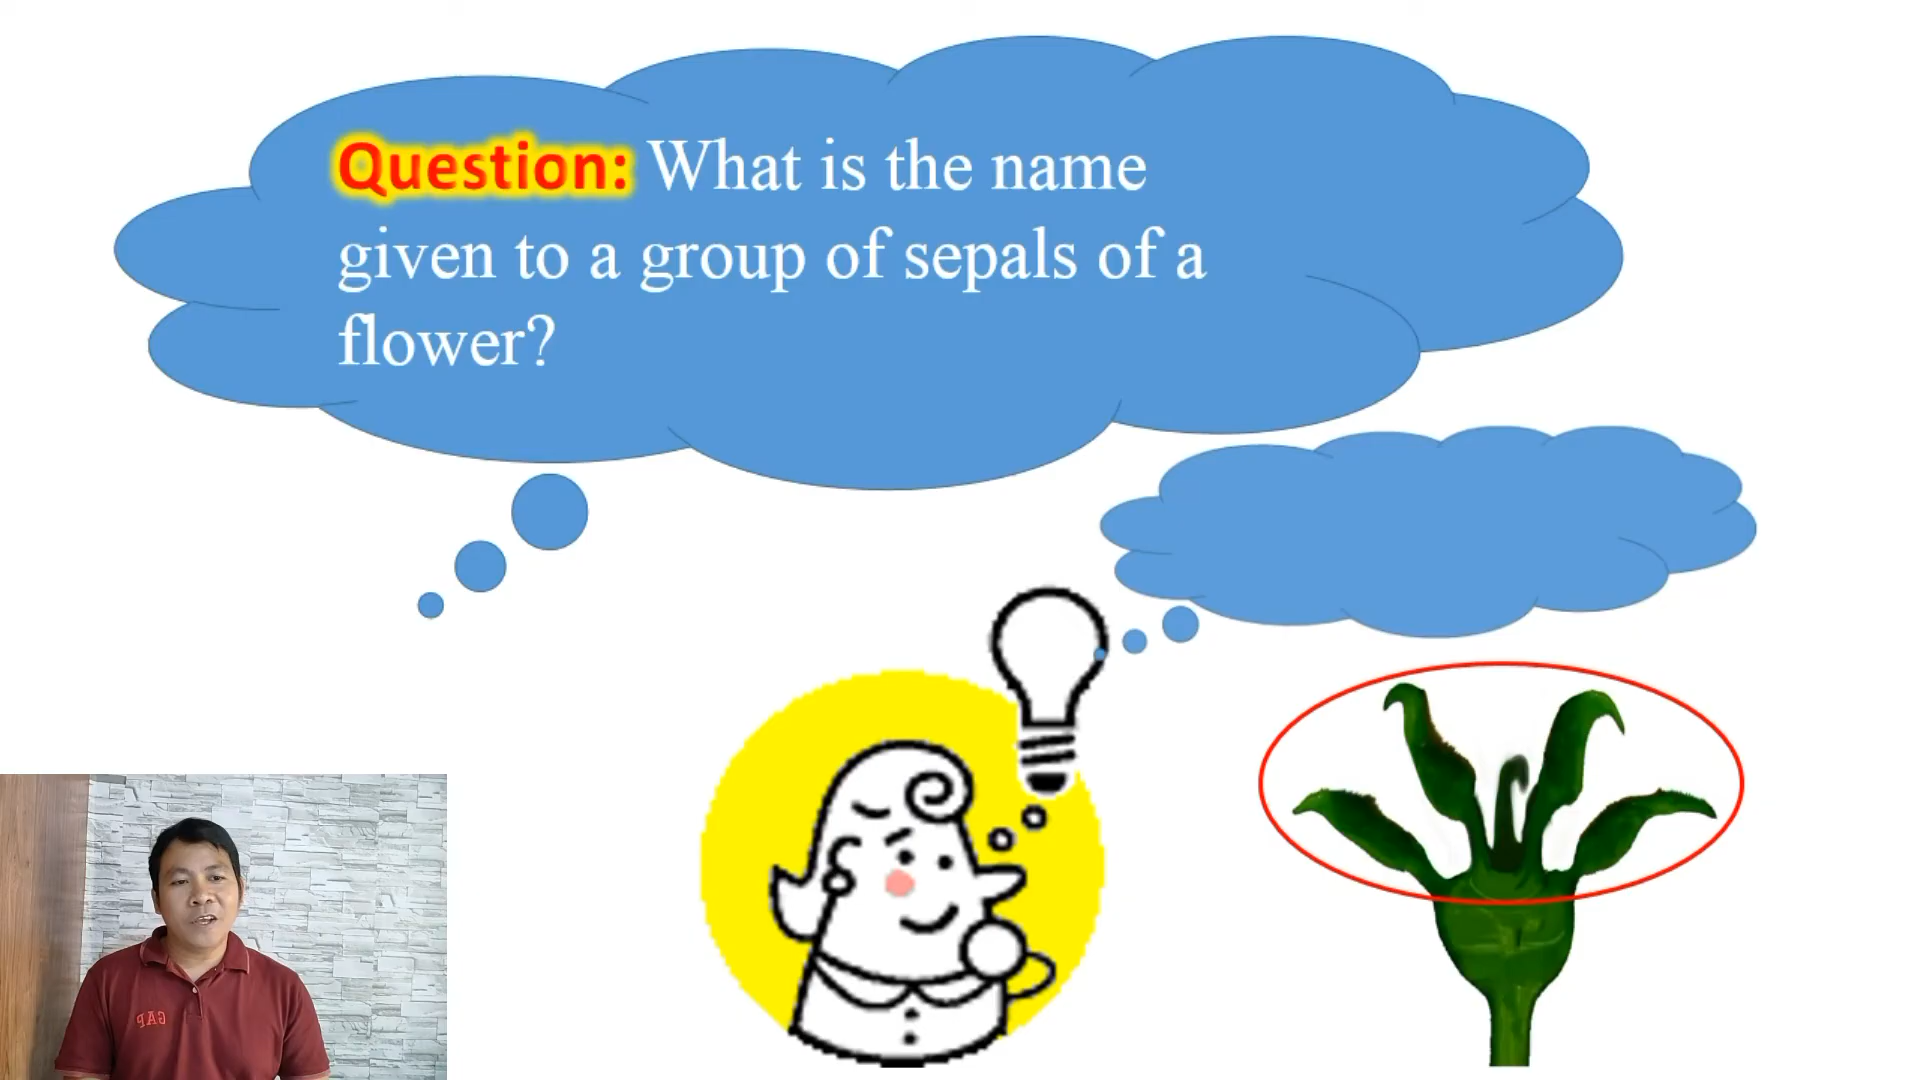 Question: What is the name
given to a group of sepals of a
flower?
GAP